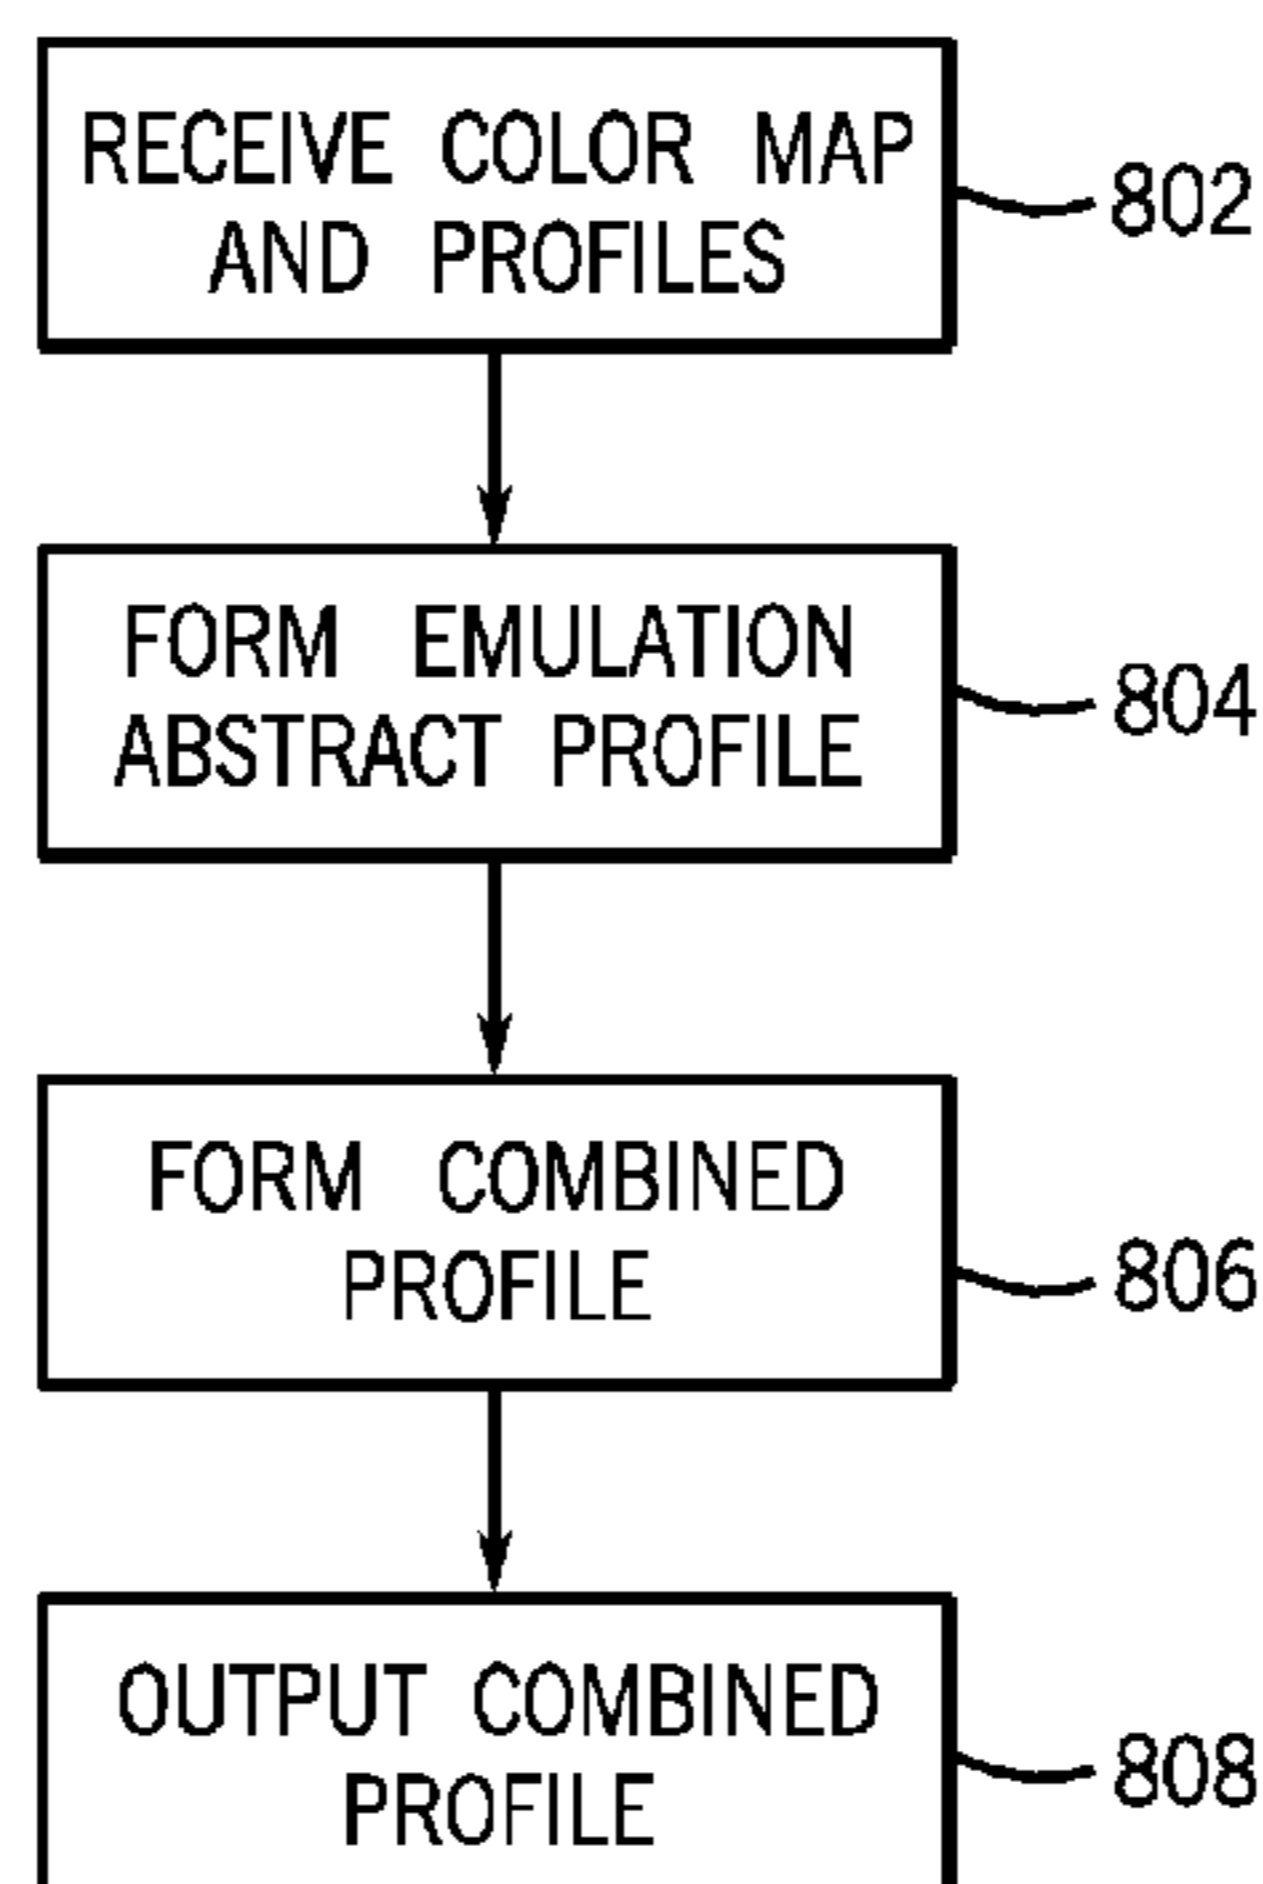 RECEIVE COLOR MAP
AND PROFILES
802
FORM EMULATION
ABSTRACT PROFILE
804
FORM COMBINED
PROFILE
806
OUTPUT COMBINED
PROFILE
808